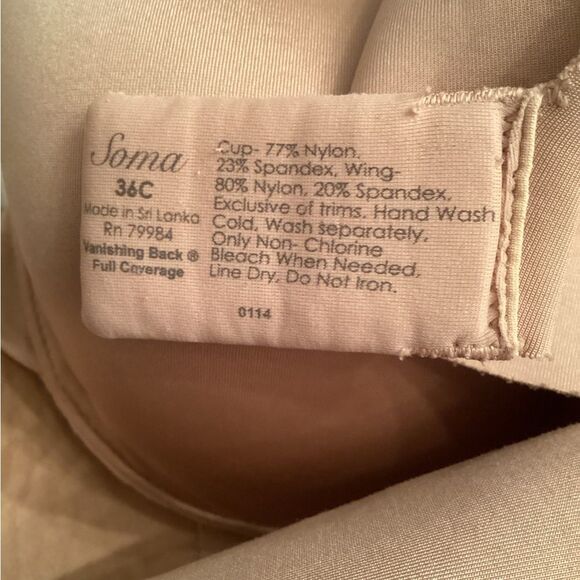 Soma
36C
Made in Sri Lanka
Rn 79984
Vanishing Back ®
Full Coverage
Cup- 77% Nylon,
23% Spandex, Wing-
80% Nylon, 20% Spandex,
Exclusive of trims. Hand Wash
Cold, Wash separately,
Only Non- Chlorine
Bleach When Needed,
Line Dry, Do Not Iron.
0114